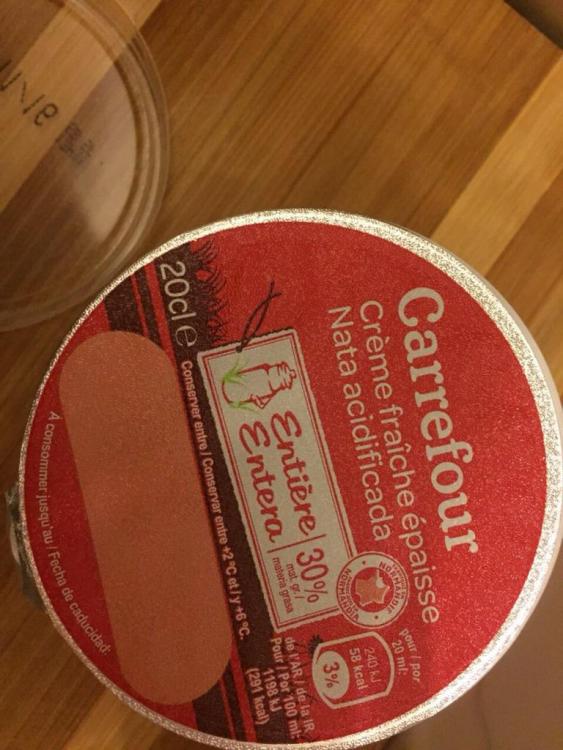 Carrefour
Crème fraîche épaisse
Nata acidificada
Entière
Entera
30%
mat. gr. /
materia grasa
NORMANDIE
NORMANDIA
pour / por
20 ml:
240 kJ
58 kcal
3%
de l'AR / de la IR
Pour / Por 100 ml:
1198 kJ
(291 kcal)
20cl e
Conserver entre / Conservar entre +2°C et / y +6°C.
A consommer jusqu'au / Fecha de caducidad: